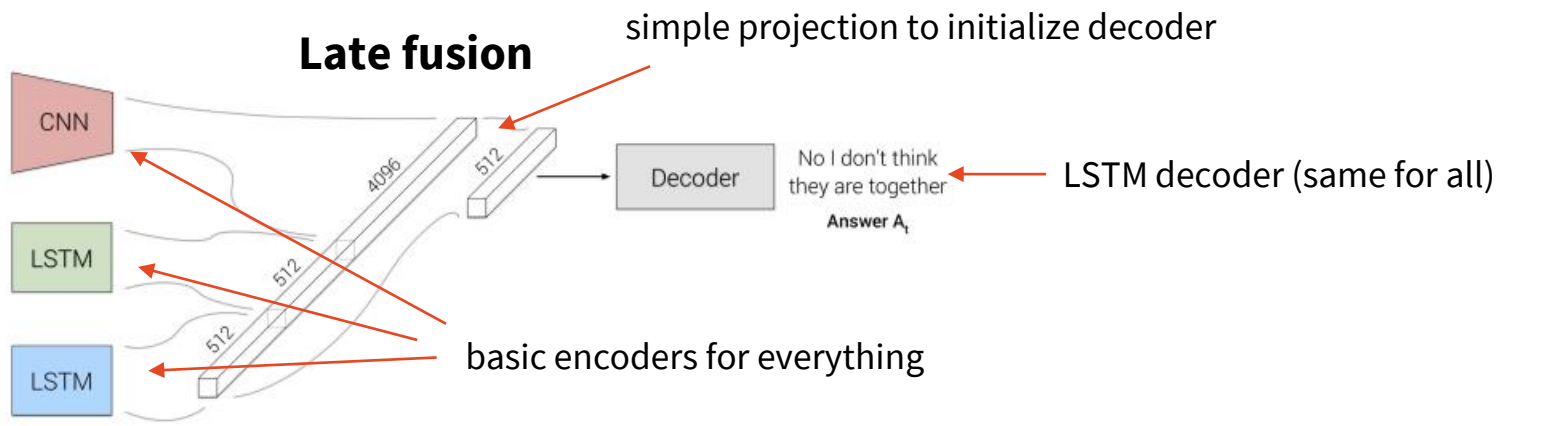 simple projection to initialize decoder
Late fusion
CNN
4096
512
Decoder
No I don't think
they are together
Answer At
LSTM decoder (same for all)
LSTM
512
512
basic encoders for everything
LSTM